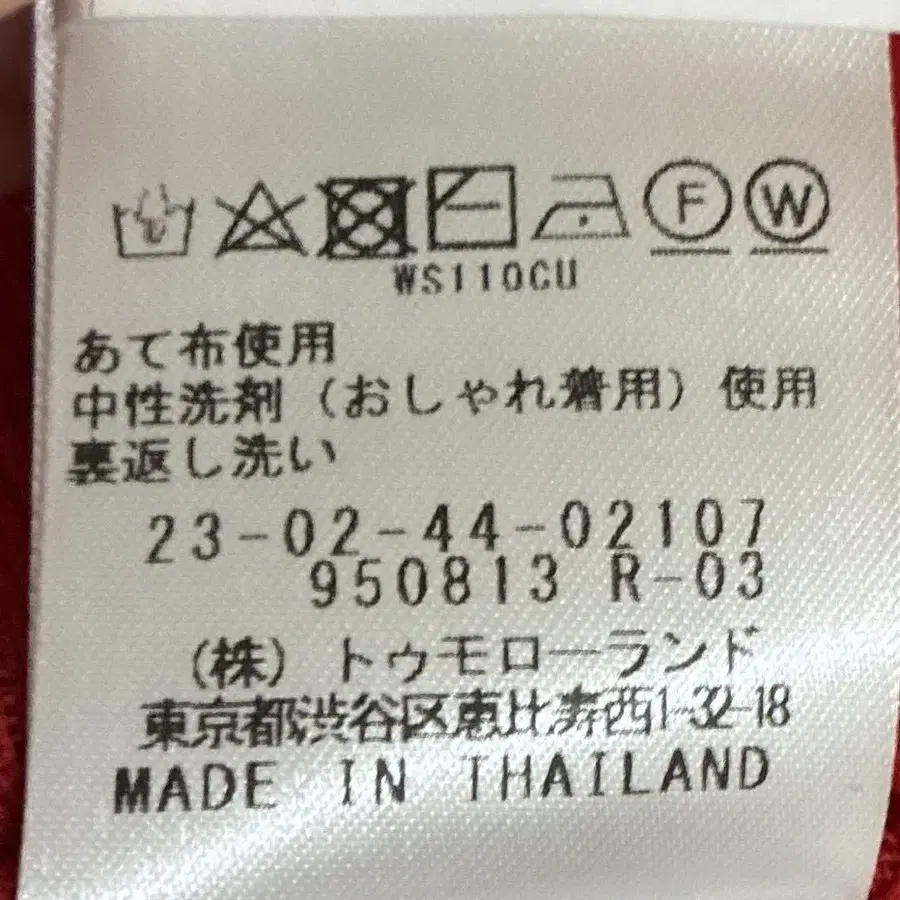 F W
WS110CU
あて布使用
中性洗剤（おしゃれ着用）使用
裏返し洗い
23-02-44-02107
950813 R-03
(株) トゥモローランド
東京都渋谷区恵比寿西1-32-18
MADE IN THAILAND